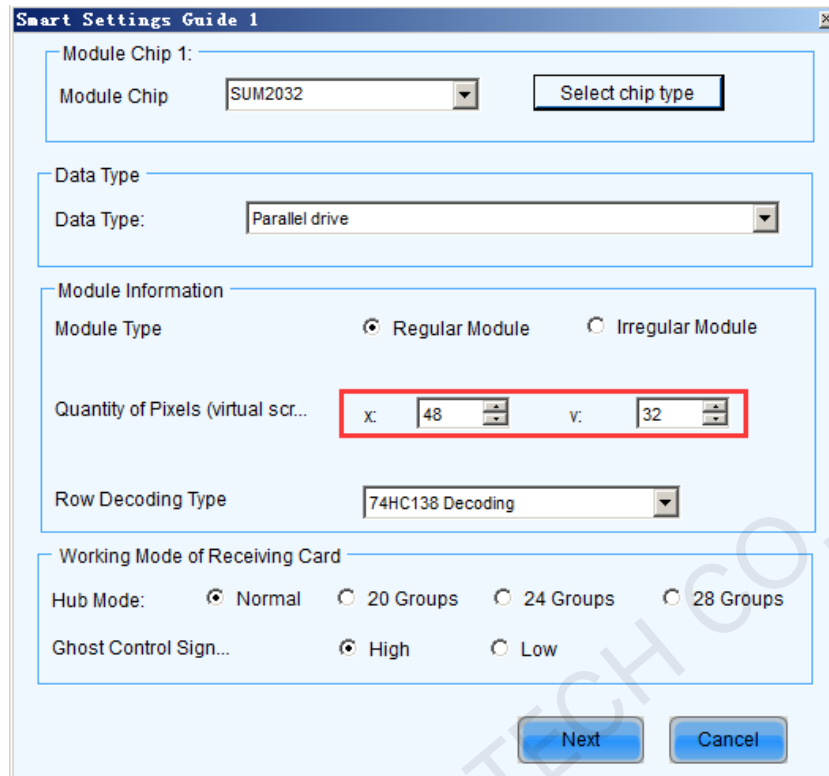 Smart Settings Guide 1
Module Chip 1:
Module Chip SUM2032 Select chip type
Data Type
Data Type: Parallel drive
Module Information
Module Type Regular Module Irregular Module
Quantity of Pixels (virtual scr... x: 48 v: 32
Row Decoding Type 74HC138 Decoding
Working Mode of Receiving Card
Hub Mode: Normal 20 Groups 24 Groups 28 Groups
Ghost Control Sign... High Low
Next Cancel
TECH CO.,